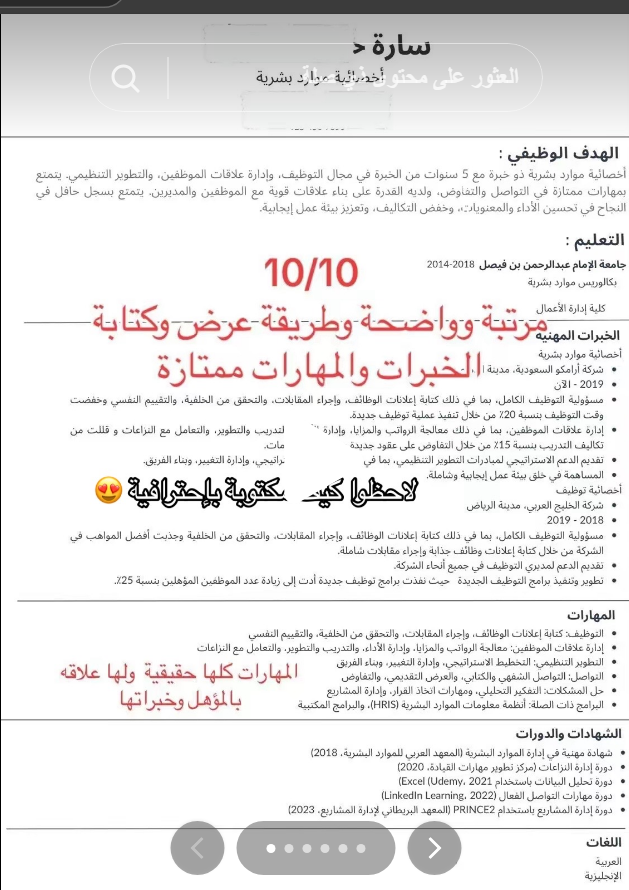 سارة
العثور على محتوى
أخصائية موارد بشرية
الهدف الوظيفي :
أخصائية موارد بشرية ذو خبرة مع 5 سنوات من الخبرة في مجال التوظيف، وإدارة علاقات الموظفين، والتطوير التنظيمي. يتمتع
بمهارات ممتازة في التواصل والتفاوض، ولديه القدرة على بناء علاقات قوية مع الموظفين والمديرين. يتمتع بسجل حافل في
النجاح في تحسين الأداء والمعنويات، وخفض التكاليف، وتعزيز بيئة عمل إيجابية.
التعليم :
جامعة الإمام عبدالرحمن بن فيصل 2018-2014
بكالوريس موارد بشرية
10/10
كلية إدارة الأعمال
مرتبة وواضحة وطريقة عرض وكتابة
الخبرات والمهارات ممتازة
الخبرات المهنيه
أخصائية موارد بشرية
شركة أرامكو السعودية، مدينة
• 2019 - الآن
• مسؤولية التوظيف الكامل، بما في ذلك كتابة إعلانات الوظائف، وإجراء المقابلات، والتحقق من الخلفية، والتقييم النفسي وخفضت
وقت التوظيف بنسبة 20٪ من خلال تنفيذ عملية توظيف جديدة.
• إدارة علاقات الموظفين، بما في ذلك معالجة الرواتب والمزايا، وإدارة لتدريب والتطوير، والتعامل مع النزاعات و قللت من
تكاليف التدريب بنسبة 15٪ من خلال التفاوض على عقود جديدة
• تقديم الدعم الاستراتيجي لمبادرات التطوير التنظيمي، بما في وإدارة التغيير، وبناء الفريق.
• المساهمة في خلق بيئة عمل إيجابية وشاملة.
لاحظوا بإحترافية 😍
أخصائية توظيف
• شركة الخليج العربي، مدينة الرياض
• 2018 - 2019
• مسؤولية التوظيف الكامل، بما في ذلك كتابة إعلانات الوظائف، وإجراء المقابلات، والتحقق من الخلفية وجذبت أفضل المواهب في
الشركة من خلال كتابة إعلانات وظائف جذابة وإجراء مقابلات شاملة.
• تقديم الدعم لمديري التوظيف في جميع أنحاء الشركة.
• تطوير وتنفيذ برامج التوظيف الجديدة حيث نفذت برامج توظيف جديدة أدت إلى زيادة عدد الموظفين المؤهلين بنسبة 25٪.
المهارات
• التوظيف: كتابة إعلانات الوظائف، وإجراء المقابلات، والتحقق من الخلفية، والتقييم النفسي
• إدارة علاقات الموظفين: معالجة الرواتب والمزايا، وإدارة الأداء، والتدريب والتطوير، والتعامل مع النزاعات
• التطوير التنظيمي: التخطيط الاستراتيجي، وإدارة التغيير، وبناء الفريق
• التواصل: التواصل الشفهي والكتابي، والعرض التقديمي، والتفاوض
• حل المشكلات: التفكير التحليلي، ومهارات اتخاذ القرار، وإدارة المشاريع
• البرامج ذات الصلة: أنظمة معلومات الموارد البشرية (HRIS)، والبرامج المكتبية
المهارات كلها حقيقية ولها علاقه
بالمؤهل وخبراتها
الشهادات والدورات
• شهادة مهنية في إدارة الموارد البشرية (المعهد العربي للموارد البشرية، 2018)
• دورة إدارة النزاعات (مركز تطوير مهارات القيادة، 2020)
• دورة تحليل البيانات باستخدام Excel (Udemy، 2021)
• دورة مهارات التواصل الفعال (LinkedIn Learning، 2022)
• دورة إدارة المشاريع باستخدام PRINCE2 (المعهد البريطاني لإدارة المشاريع، 2023)
اللغات
العربية
الإنجليزية